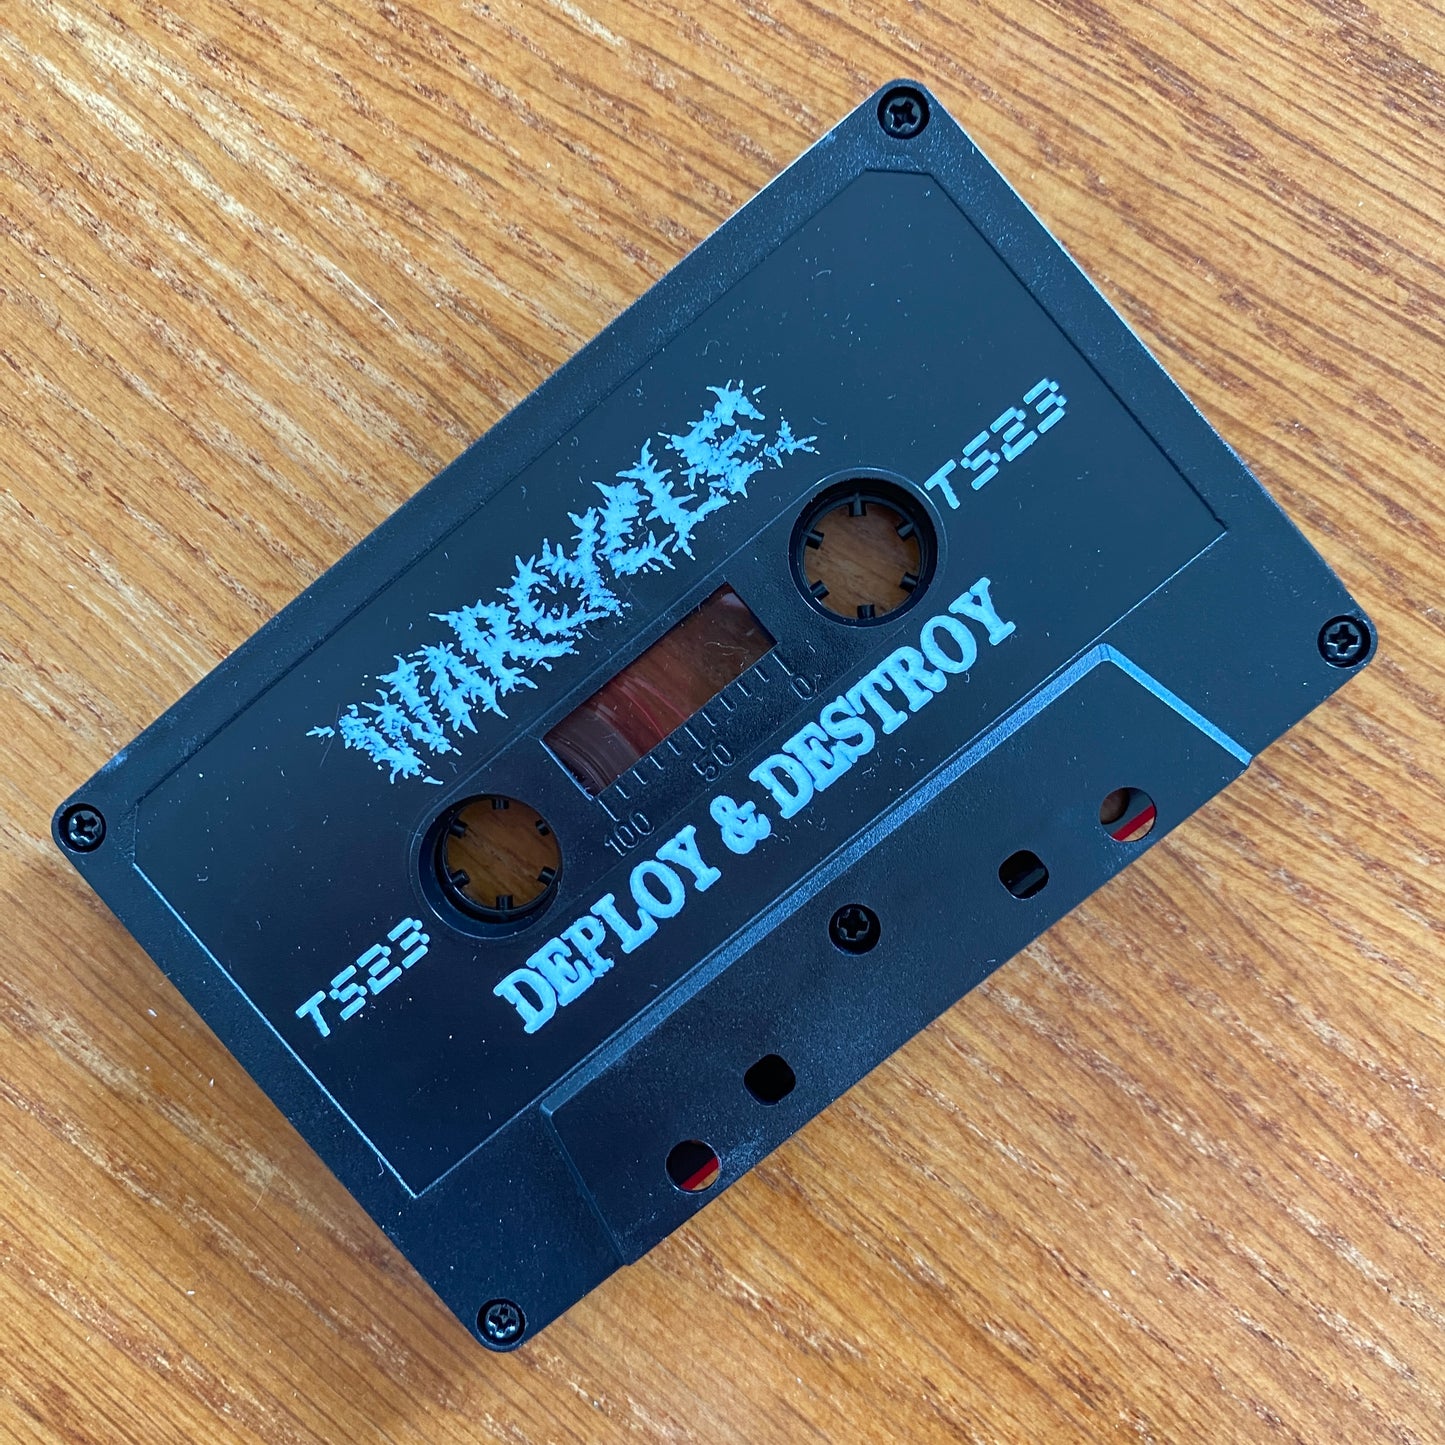 WARCYCLE
TS23
TS23
100 50 0
DEPLOY & DESTROY